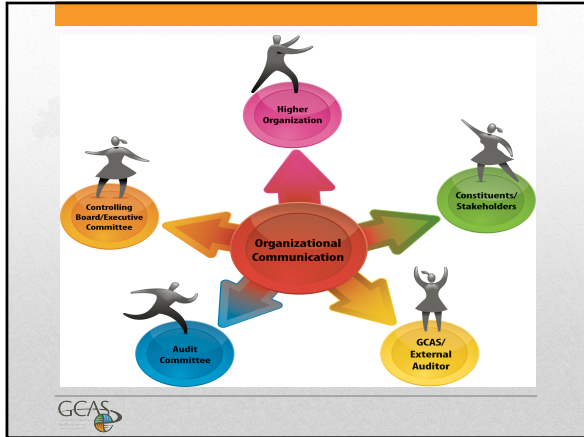 Higher
Organization
Controlling
Board/Executive
Committee
Constituents/
Stakeholders
Organizational
Communication
Audit
Committee
GCAS/
External
Auditor
GCAS